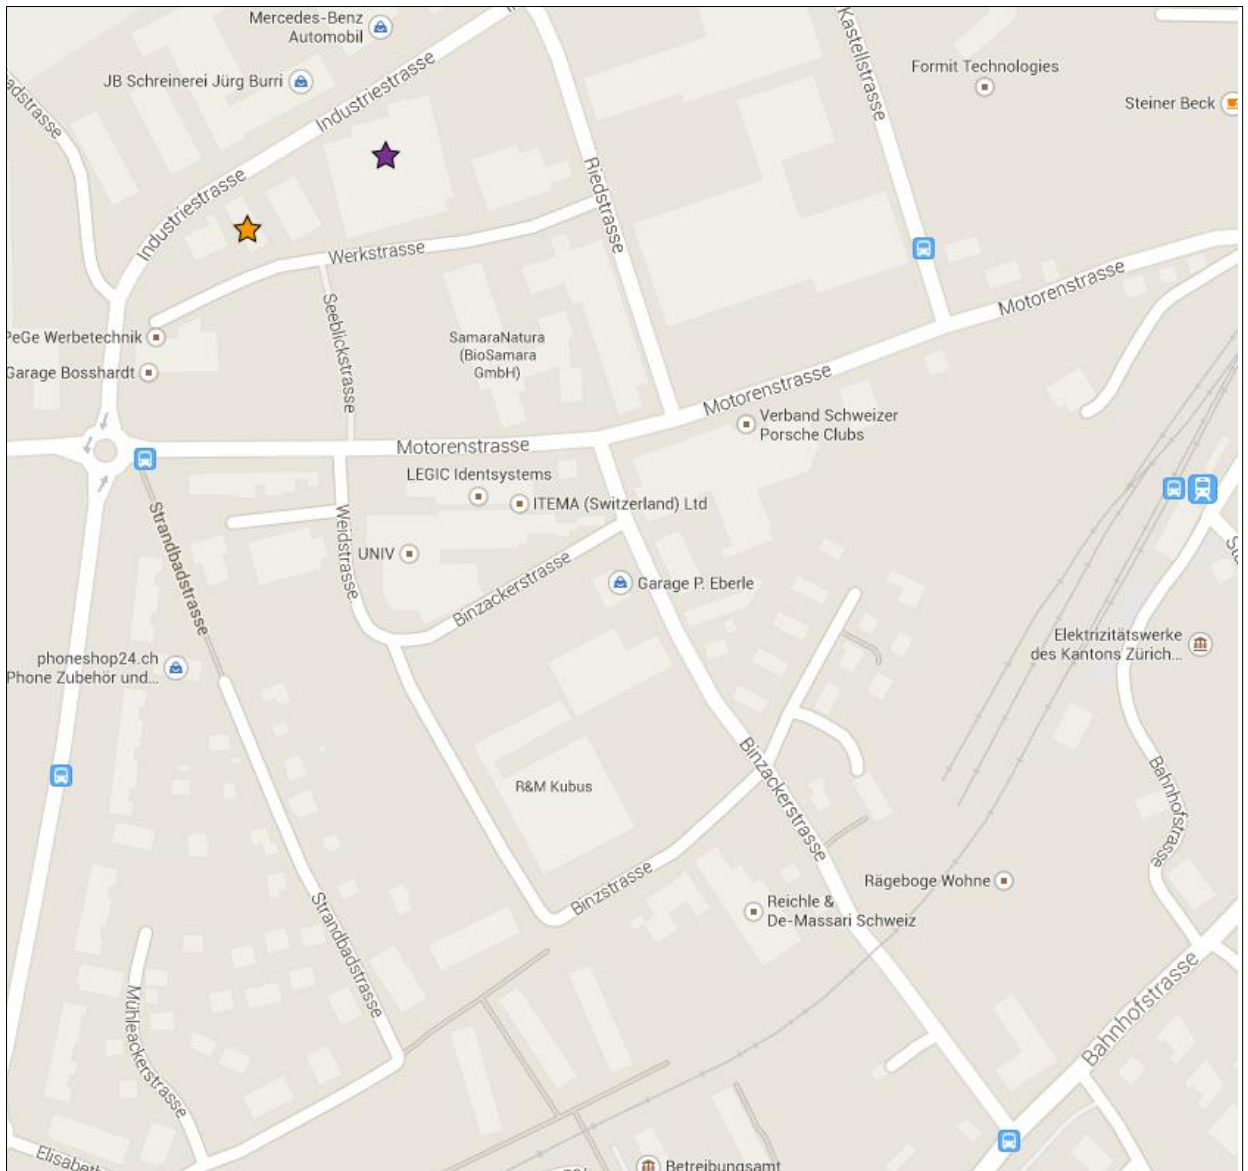 Mercedes-Benz
Automobil
JB Schreinerei Jürg Burri
Industriestrasse
Kastellstrasse
Formit Technologies
Steiner Beck
Industriestrasse
Riedstrasse
Werkstrasse
Motorenstrasse
PeGe Werbetechnik
Garage Bosshardt
Seeblickstrasse
SamaraNatura
(BioSamara
GmbH)
Motorenstrasse
Verband Schweizer
Porsche Clubs
Motorenstrasse
LEGIC Identsystems
ITEMA (Switzerland) Ltd
Strandbadstrasse
Weidstrasse
UNIV
Binzackerstrasse
Garage P. Eberle
Elektrizitätswerke
des Kantons Zürich...
phoneshop24.ch
Phone Zubehör und...
R&M Kubus
Binzackerstrasse
Bahnhofstrasse
Binzstrasse
Rägeboge Wohne
Reichle &
De-Massari Schweiz
Strandbadstrasse
Mühleackerstrasse
Bahnhofstrasse
Betreibungsamt